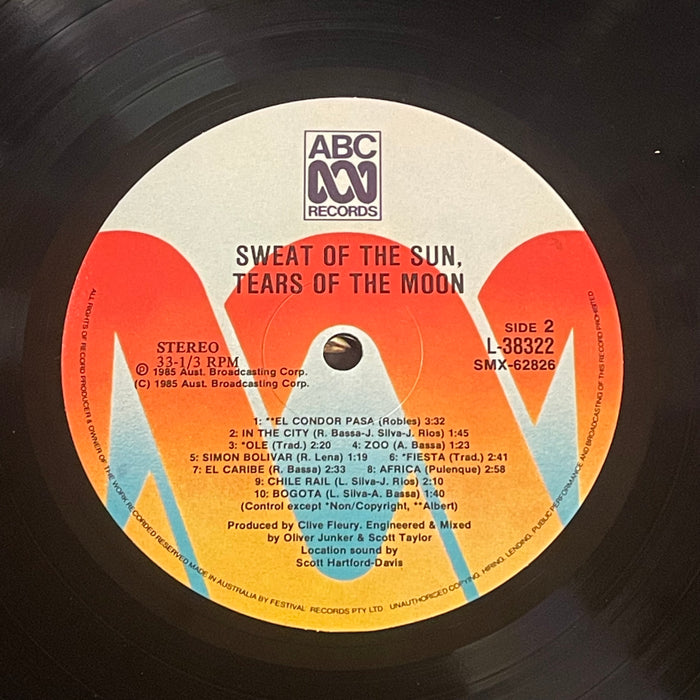 ABC
RECORDS
SWEAT OF THE SUN,
TEARS OF THE MOON
STEREO
33-1/3 RPM
Ⓟ 1985 Aust. Broadcasting Corp.
(C) 1985 Aust. Broadcasting Corp.
SIDE 2
L-38322
SMX-62826
1: **EL CONDOR PASA (Robles) 3:32
2: IN THE CITY (R. Bassa-J. Silva-J. Rios) 1:45
3: *OLE (Trad.) 2:20 4: ZOO (A. Bassa) 1:23
5: SIMON BOLIVAR (R. Lena) 1:19 6: *FIESTA (Trad.) 2:41
7: EL CARIBE (R. Bassa) 2:33 8: AFRICA (Pulenque) 2:58
9: CHILE RAIL (L. Silva-J. Rios) 2:10
10: BOGOTA (L. Silva-A. Bassa) 1:40
(Control except *Non/Copyright, **Albert)
Produced by Clive Fleury. Engineered & Mixed
by Oliver Junker & Scott Taylor
Location sound by
Scott Hartford-Davis
ALL RIGHTS OF RECORD PRODUCER & OWNER OF THE WORK RECORDED RESERVED MADE IN AUSTRALIA BY FESTIVAL RECORDS PTY LTD UNAUTHORISED COPYING, HIRING, LENDING, PUBLIC PERFORMANCE AND BROADCASTING OF THIS RECORD PROHIBITED